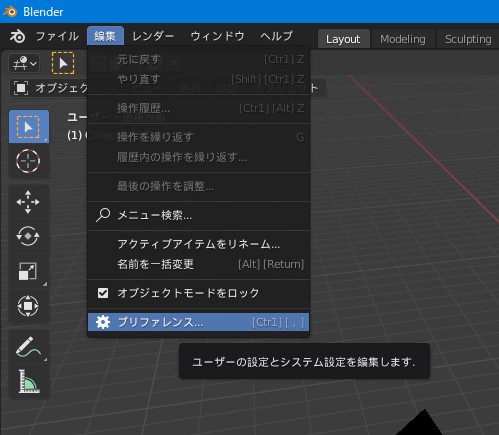 Blender
ファイル 編集 レンダー ウィンドウ ヘルプ Layout Modeling Sculpting
元に戻す [Ctrl] Z
やり直す [Shift] [Ctrl] Z
オブジェク
操作履歴... [Ctrl] [Alt] Z
ユーザー
(1)
操作を繰り返す G
履歴内の操作を繰り返す...
最後の操作を調整...
メニュー検索...
アクティブアイテムをリネーム...
名前を一括変更 [Alt] [Return]
オブジェクトモードをロック
プリファレンス... [Ctrl] [ , ]
ユーザーの設定とシステム設定を編集します.